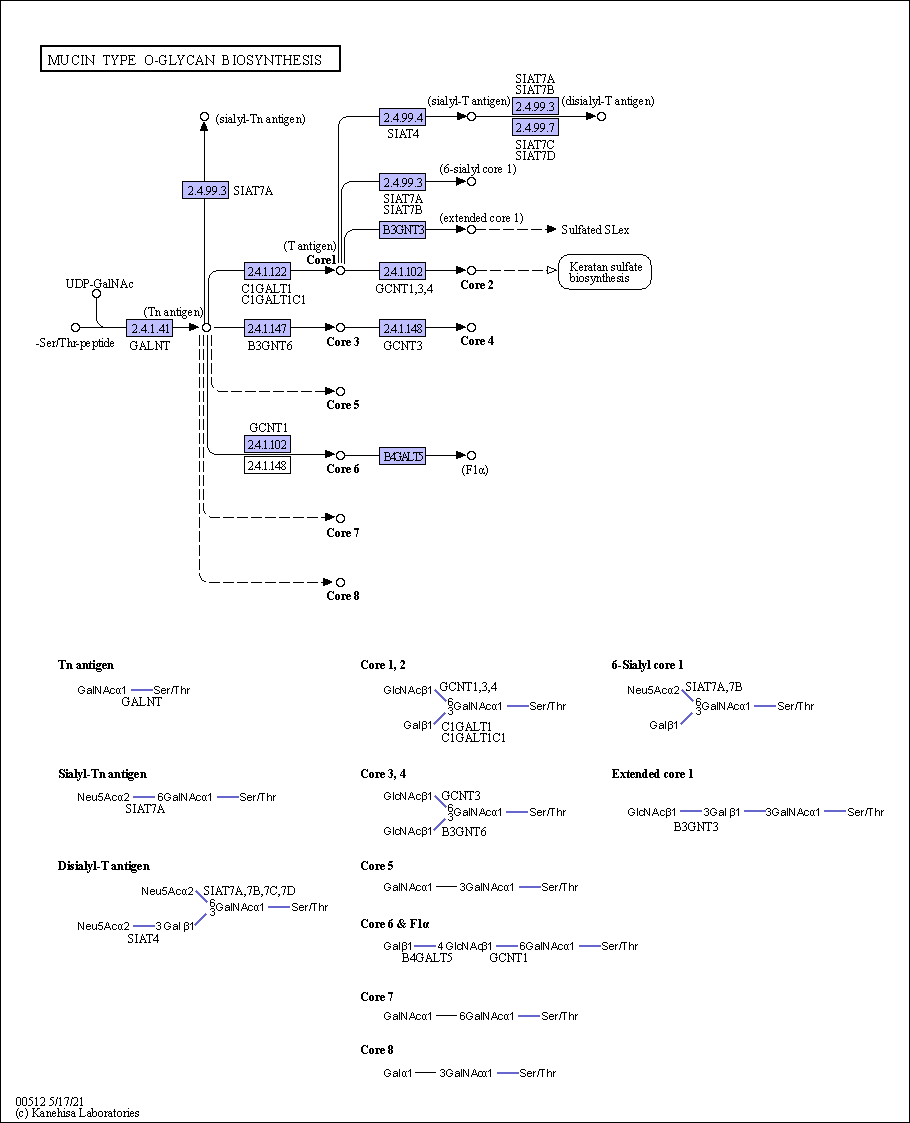 MUCIN TYPE O-GLYCAN BIOSYNTHESIS
SIAT7A
SIAT7B
(sialyl-T antigen)
2.4.99.3
(disialyl-T antigen)
(sialyl-Tn antigen)
2.4.99.4
SIAT4
2.4.99.7
SIAT7C
SIAT7D
(6-sialyl core 1)
2.4.99.3
SIAT7A
2.4.99.3
SIAT7A
SIAT7B
(extended core 1)
B3GNT3
Sulfated SLex
(T antigen)
Core1
2.4.1.122
C1GALT1
C1GALT1C1
2.4.1.102
GCNT1,3,4
Core 2
Keratan sulfate
biosynthesis
UDP-GalNAc
(Tn antigen)
-Ser/Thr-peptide
2.4.1.41
GALNT
2.4.1.147
B3GNT6
Core 3
2.4.1.148
GCNT3
Core 4
Core 5
GCNT1
2.4.1.102
2.4.1.148
Core 6
B4GALT5
(F1α)
Core 7
Core 8
Tn antigen
GalNAcα1 Ser/Thr
GALNT
Core 1, 2
GlcNAcβ1 GCNT1,3,4
6
3GalNAcα1 Ser/Thr
Galβ1 C1GALT1
C1GALT1C1
6-Sialyl core 1
Neu5Acα2 SIAT7A,7B
6
3GalNAcα1 Ser/Thr
Galβ1
Sialyl-Tn antigen
Neu5Acα2 6GalNAcα1 Ser/Thr
SIAT7A
Core 3, 4
GlcNAcβ1 GCNT3
6
3GalNAcα1 Ser/Thr
GlcNAcβ1 B3GNT6
Extended core 1
GlcNAcβ1 3Gal β1 3GalNAcα1 Ser/Thr
B3GNT3
Disialyl-T antigen
Neu5Acα2 SIAT7A,7B,7C,7D
6
3GalNAcα1 Ser/Thr
Neu5Acα2 3 Gal β1
SIAT4
Core 5
GalNAcα1 3GalNAcα1 Ser/Thr
Core 6 & F1α
Galβ1 4 GlcNAcβ1 6GalNAcα1 Ser/Thr
B4GALT5 GCNT1
Core 7
GalNAcα1 6GalNAcα1 Ser/Thr
Core 8
Galα1 3GalNAcα1 Ser/Thr
00512 5/17/21
(c) Kanehisa Laboratories